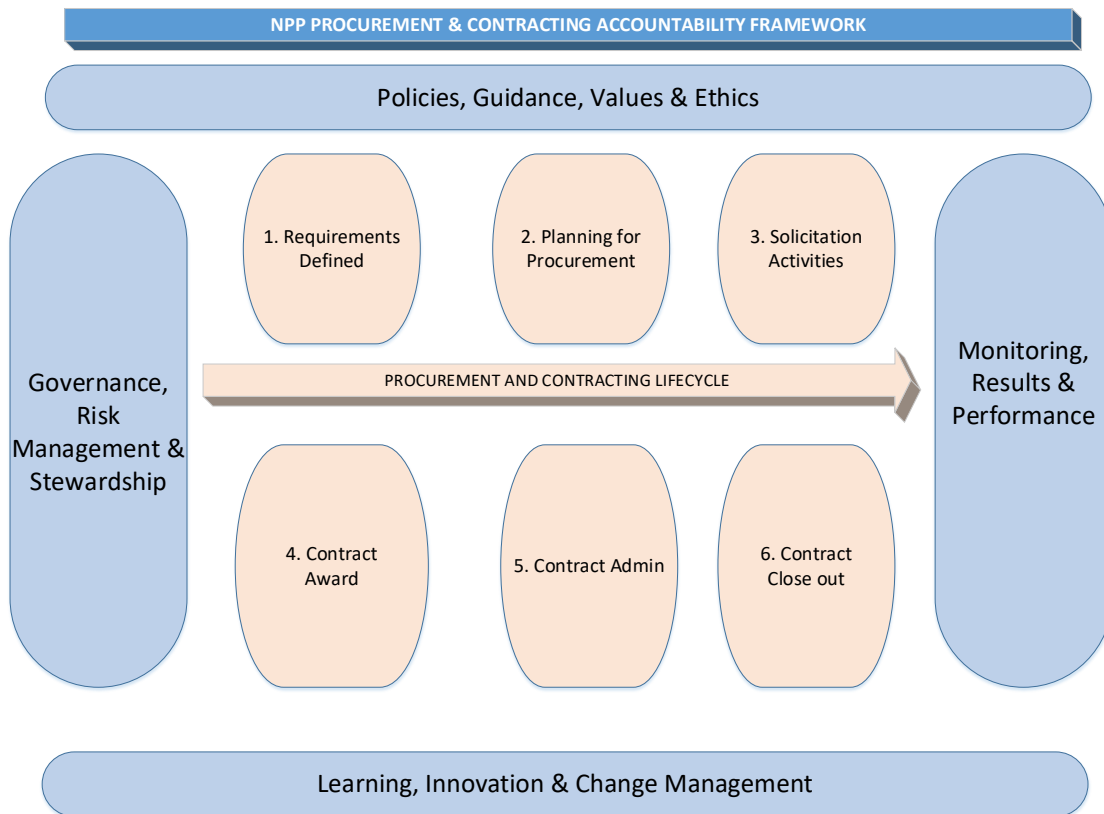 NPP PROCUREMENT & CONTRACTING ACCOUNTABILITY FRAMEWORK
Policies, Guidance, Values & Ethics
Governance,
Risk
Management &
Stewardship
1. Requirements
Defined
2. Planning for
Procurement
3. Solicitation
Activities
PROCUREMENT AND CONTRACTING LIFECYCLE
4. Contract
Award
5. Contract Admin
6. Contract
Close out
Monitoring,
Results &
Performance
Learning, Innovation & Change Management